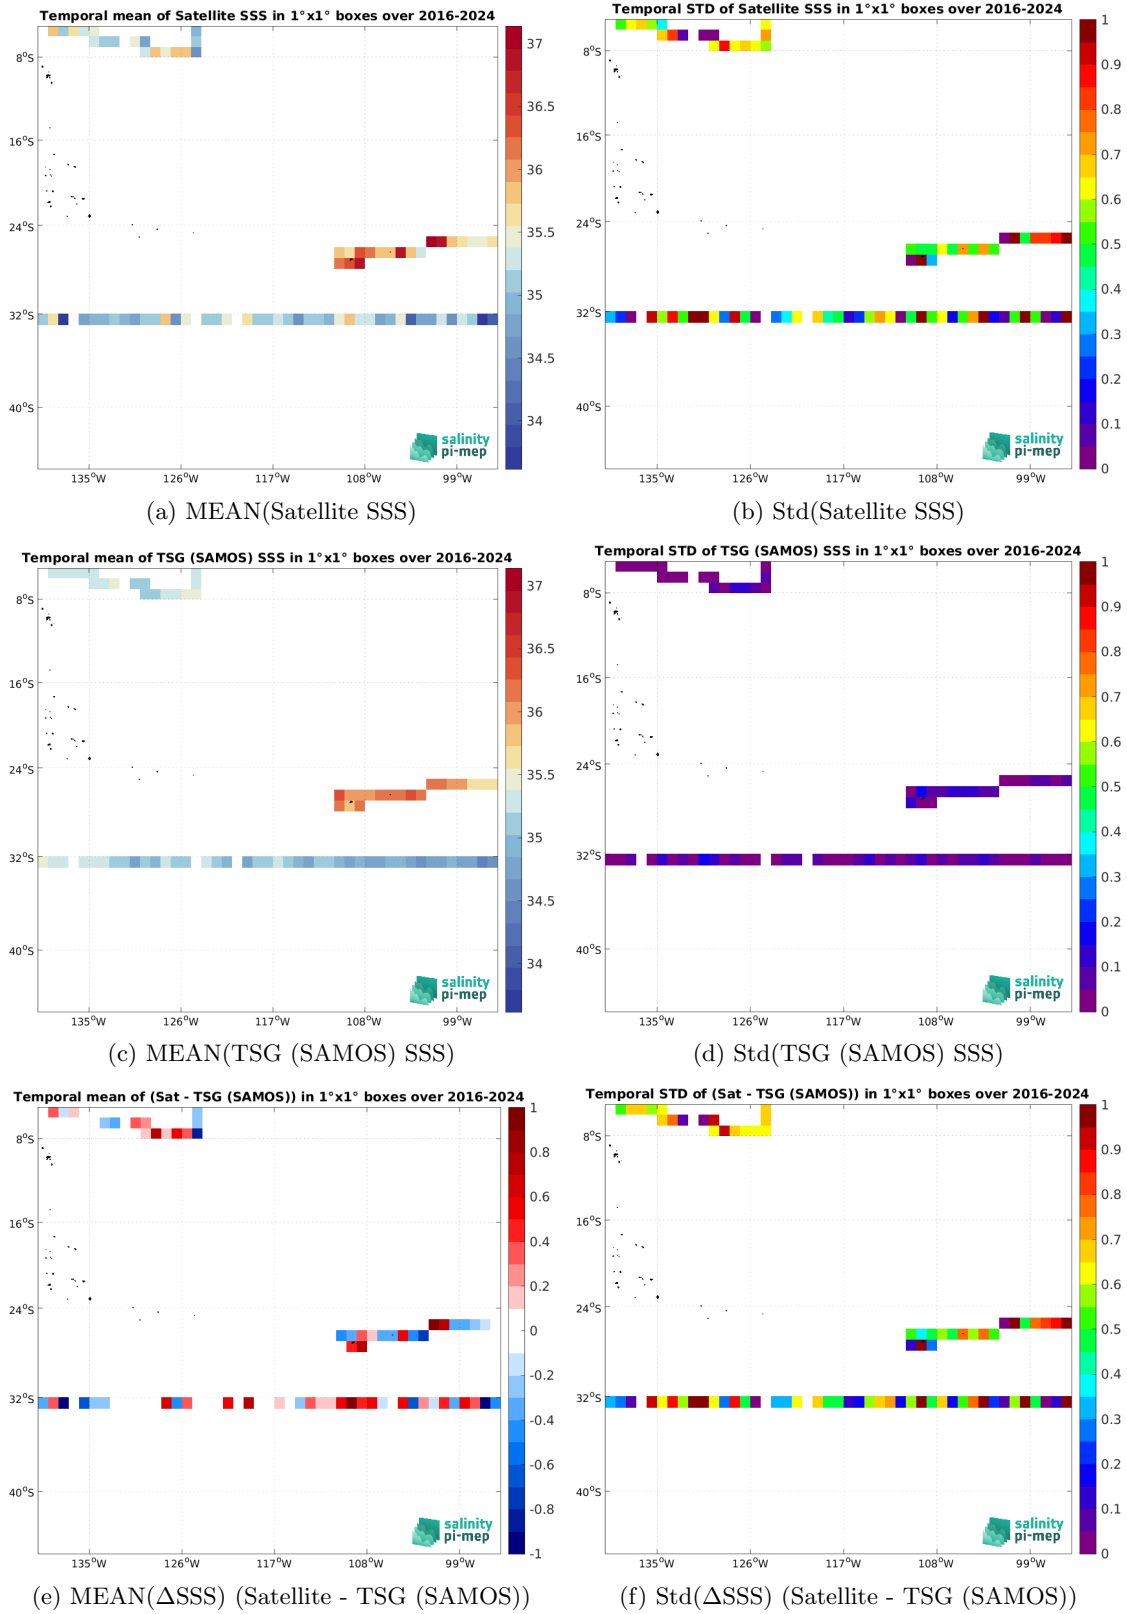 Temporal mean of Satellite SSS in 1°x1° boxes over 2016-2024
8°S
16°S
24°S
32°S
40°S
135°W 126°W 117°W 108°W 99°W
37
36.5
36
35.5
35
34.5
34
salinity
pi-mep
(a) MEAN(Satellite SSS)
Temporal STD of Satellite SSS in 1°x1° boxes over 2016-2024
8°S
16°S
24°S
32°S
40°S
135°W 126°W 117°W 108°W 99°W
1
0.9
0.8
0.7
0.6
0.5
0.4
0.3
0.2
0.1
0
salinity
pi-mep
(b) Std(Satellite SSS)
Temporal mean of TSG (SAMOS) SSS in 1°x1° boxes over 2016-2024
8°S
16°S
24°S
32°S
40°S
135°W 126°W 117°W 108°W 99°W
37
36.5
36
35.5
35
34.5
34
salinity
pi-mep
(c) MEAN(TSG (SAMOS) SSS)
Temporal STD of TSG (SAMOS) SSS in 1°x1° boxes over 2016-2024
8°S
16°S
24°S
32°S
40°S
135°W 126°W 117°W 108°W 99°W
1
0.9
0.8
0.7
0.6
0.5
0.4
0.3
0.2
0.1
0
salinity
pi-mep
(d) Std(TSG (SAMOS) SSS)
Temporal mean of (Sat - TSG (SAMOS)) in 1°x1° boxes over 2016-2024
8°S
16°S
24°S
32°S
40°S
135°W 126°W 117°W 108°W 99°W
1
0.8
0.6
0.4
0.2
0
-0.2
-0.4
-0.6
-0.8
-1
salinity
pi-mep
(e) MEAN(ΔSSS) (Satellite - TSG (SAMOS))
Temporal STD of (Sat - TSG (SAMOS)) in 1°x1° boxes over 2016-2024
8°S
16°S
24°S
32°S
40°S
135°W 126°W 117°W 108°W 99°W
1
0.9
0.8
0.7
0.6
0.5
0.4
0.3
0.2
0.1
0
salinity
pi-mep
(f) Std(ΔSSS) (Satellite - TSG (SAMOS))